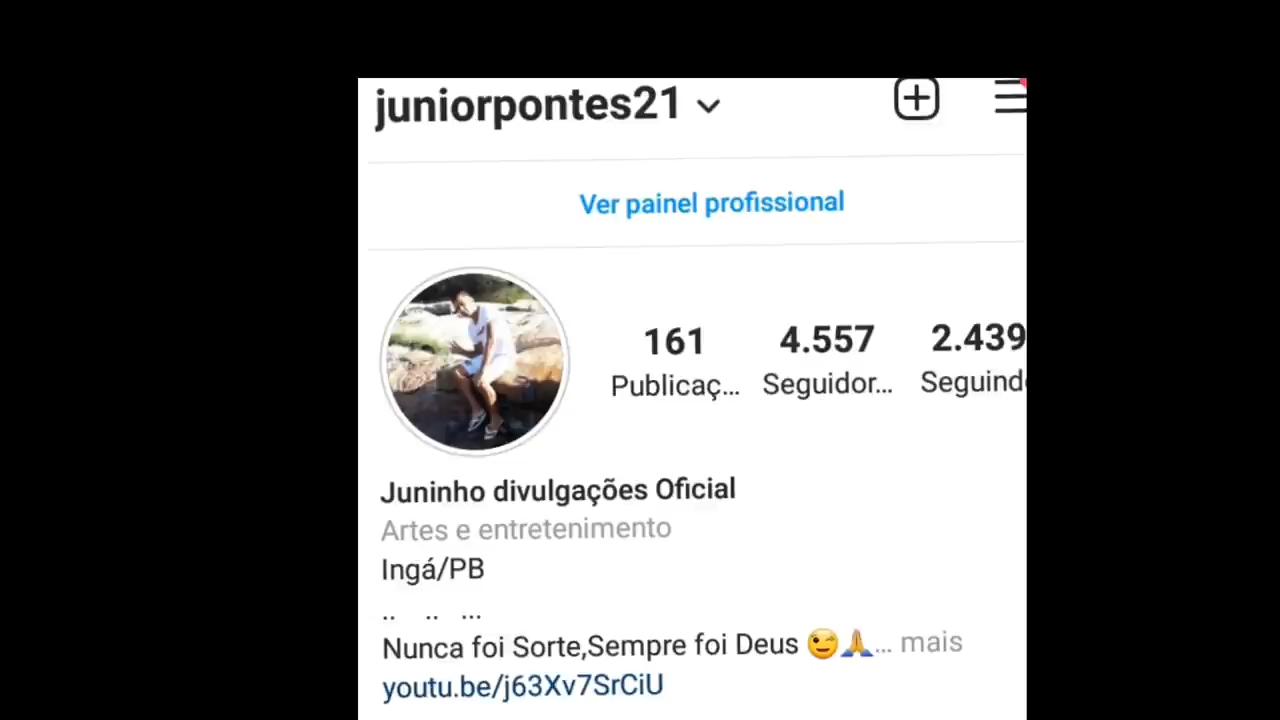 juniorpontes21
Ver painel profissional
161 4.557 2.439
Publicaç... Seguidor... Seguind
Juninho divulgações Oficial
Artes e entretenimento
Ingá/PB
.. .. ...
Nunca foi Sorte,Sempre foi Deus 😉🙏... mais
youtu.be/j63Xv7SrCiU